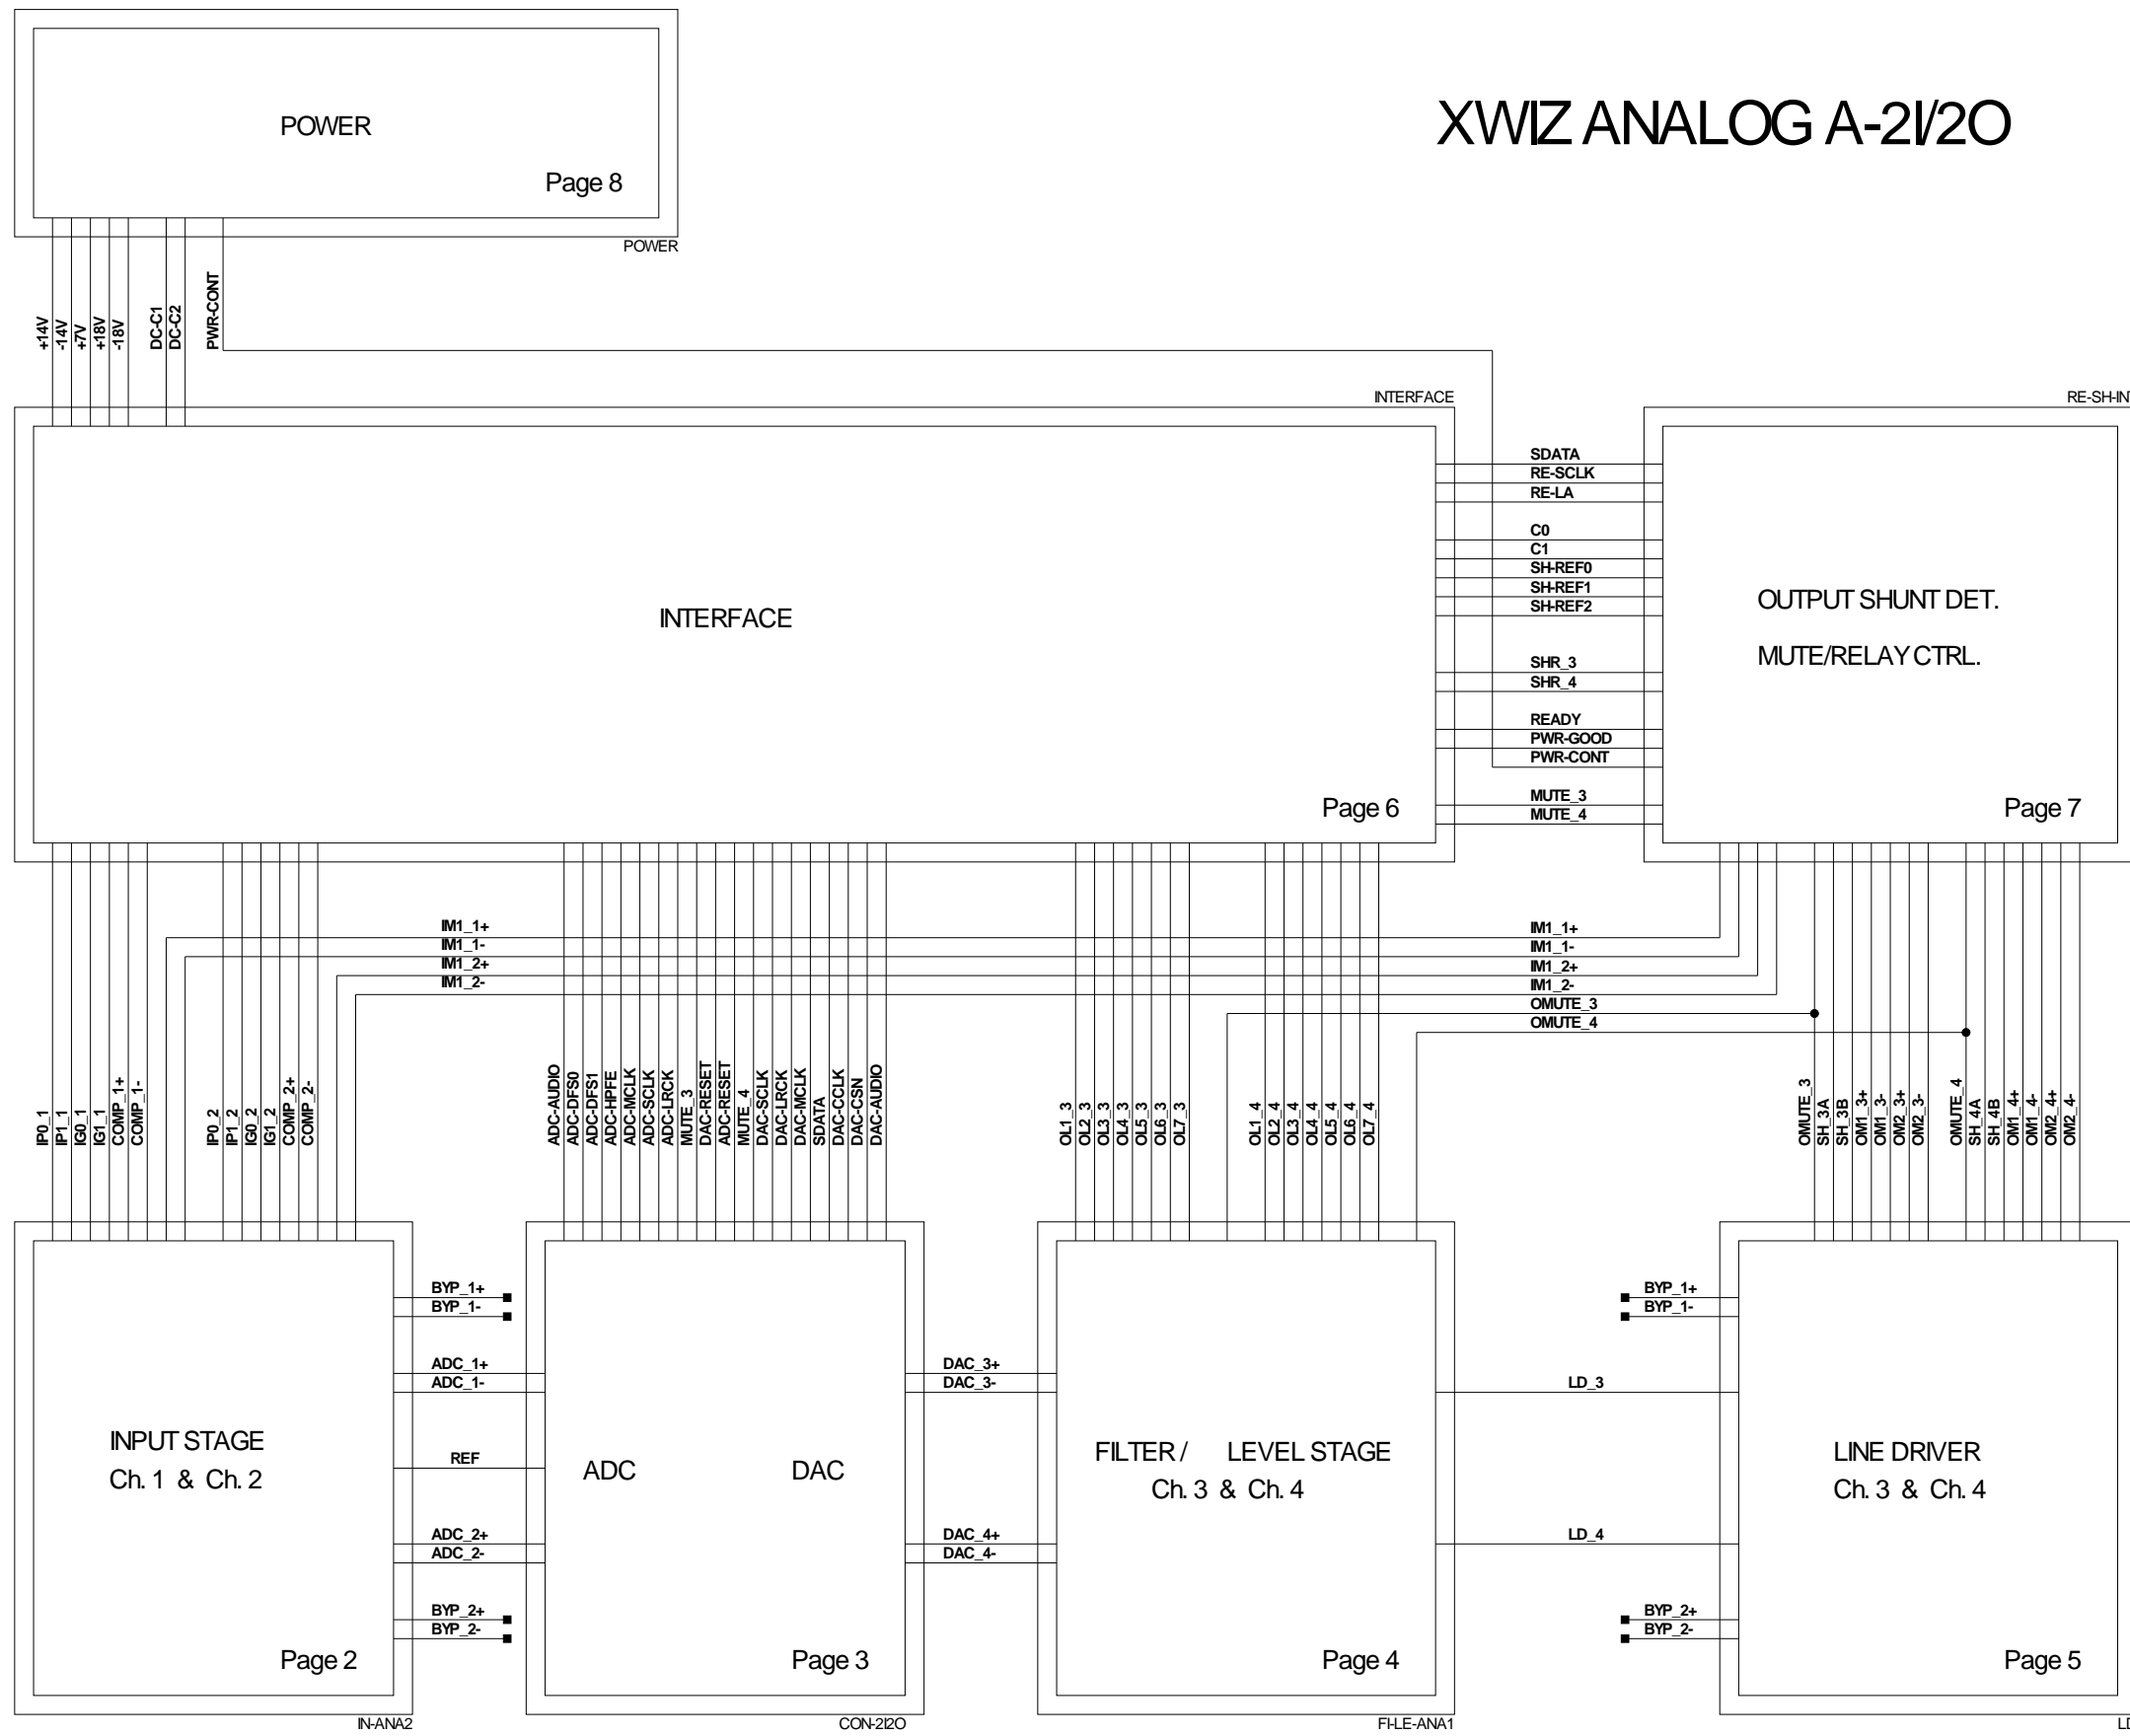 XWIZ ANALOG A-2I/2O
POWER
Page 8
POWER
+14V
-14V
+7V
+18V
-18V
DC-C1
DC-C2
PWR-CONT
INTERFACE
RE-SH-INT
INTERFACE
Page 6
SDATA
RE-SCLK
RE-LA
C0
C1
SH-REF0
SH-REF1
SH-REF2
SHR_3
SHR_4
READY
PWR-GOOD
PWR-CONT
MUTE_3
MUTE_4
OUTPUT SHUNT DET.
MUTE/RELAY CTRL.
Page 7
IM1_1+
IM1_1-
IM1_2+
IM1_2-
IM1_1+
IM1_1-
IM1_2+
IM1_2-
OMUTE_3
OMUTE_4
IP0_1
IP1_1
IG0_1
IG1_1
COMP_1+
COMP_1-
IP0_2
IP1_2
IG0_2
IG1_2
COMP_2+
COMP_2-
ADC-AUDIO
ADC-DFS0
ADC-DFS1
ADC-HPFE
ADC-MCLK
ADC-SCLK
ADC-LRCK
MUTE_3
DAC-RESET
ADC-RESET
MUTE_4
DAC-SCLK
DAC-LRCK
DAC-MCLK
SDATA
DAC-CCLK
DAC-CSN
DAC-AUDIO
OL1_3
OL2_3
OL3_3
OL4_3
OL5_3
OL6_3
OL7_3
OL1_4
OL2_4
OL3_4
OL4_4
OL5_4
OL6_4
OL7_4
OMUTE_3
SH_3A
SH_3B
OM1_3+
OM1_3-
OM2_3+
OM2_3-
OMUTE_4
SH_4A
SH_4B
OM1_4+
OM1_4-
OM2_4+
OM2_4-
INPUT STAGE
Ch. 1 & Ch. 2
Page 2
IN-ANA2
BYP_1+
BYP_1-
ADC_1+
ADC_1-
REF
ADC_2+
ADC_2-
BYP_2+
BYP_2-
ADC DAC
Page 3
CON-2I2O
DAC_3+
DAC_3-
DAC_4+
DAC_4-
FILTER / LEVEL STAGE
Ch. 3 & Ch. 4
Page 4
FI-LE-ANA1
BYP_1+
BYP_1-
LD_3
LD_4
BYP_2+
BYP_2-
LINE DRIVER
Ch. 3 & Ch. 4
Page 5